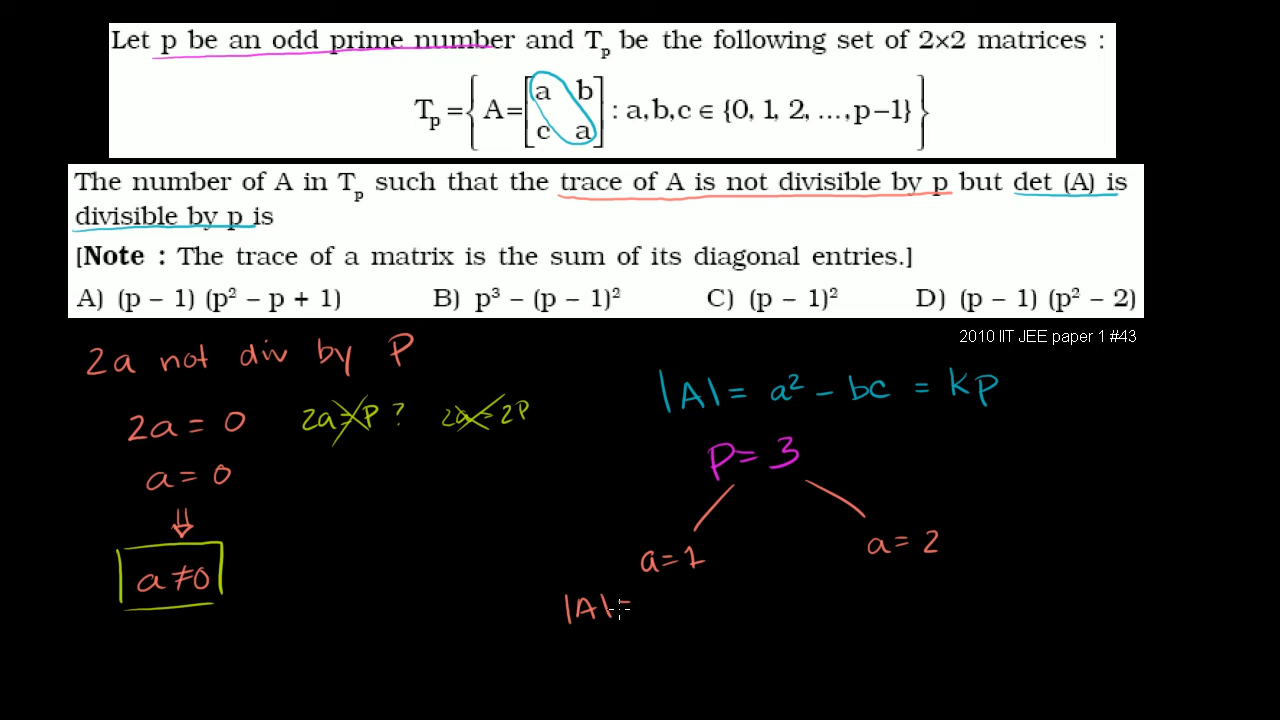 Let p be an odd prime number and Tₚ be the following set of 2×2 matrices :
Tₚ = { A = [ a b
c a ] : a, b, c ∈ {0, 1, 2, ..., p−1} }
The number of A in Tₚ such that the trace of A is not divisible by p but det (A) is
divisible by p is
[Note : The trace of a matrix is the sum of its diagonal entries.]
A) (p − 1) (p² − p + 1) B) p³ − (p − 1)² C) (p − 1)² D) (p − 1) (p² − 2)
2010 IIT JEE paper 1 #43
2a not div by P
2a = 0 2a=P ? 2a=2P
a = 0
⇓
a ≠ 0
|A| = a² − bc = kp
P = 3
a=1 a= 2
|A| =